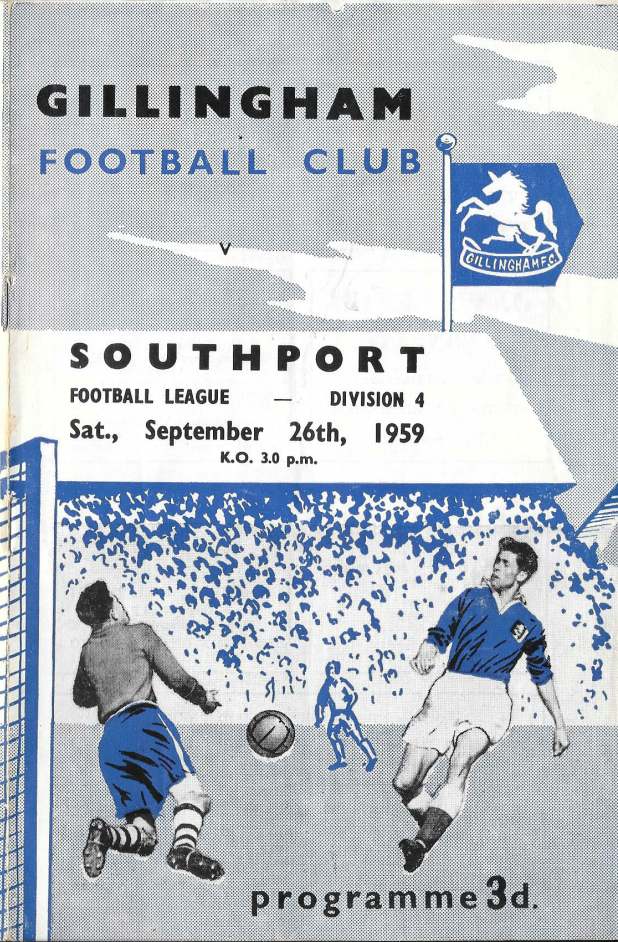 GILLINGHAM
FOOTBALL CLUB
GILLINGHAM F.C.
v
SOUTHPORT
FOOTBALL LEAGUE — DIVISION 4
Sat., September 26th, 1959
K.O. 3.0 p.m.
programme 3d.